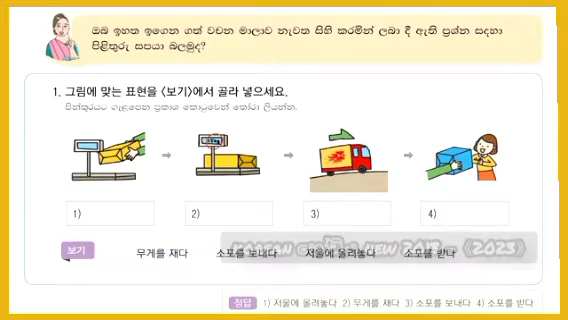 ඔබ ඉහත ඉගෙන ගත් වචන මාලාව නැවත සිහි කරමින් ලබා දී ඇති ප්‍රශ්න සඳහා
පිළිතුරු සපයා බලමුද?
1. 그림에 맞는 표현을 〈보기〉에서 골라 넣으세요.
පින්තූරයට ගැළපෙන ප්‍රකාශ කොටුවෙන් තෝරා ලියන්න.
1) 2) 3) 4)
보기 무게를 재다 소포를 보내다 저울에 올려놓다 소포를 받다
NEW 2015 - 《2023》
정답 1) 저울에 올려놓다 2) 무게를 재다 3) 소포를 보내다 4) 소포를 받다